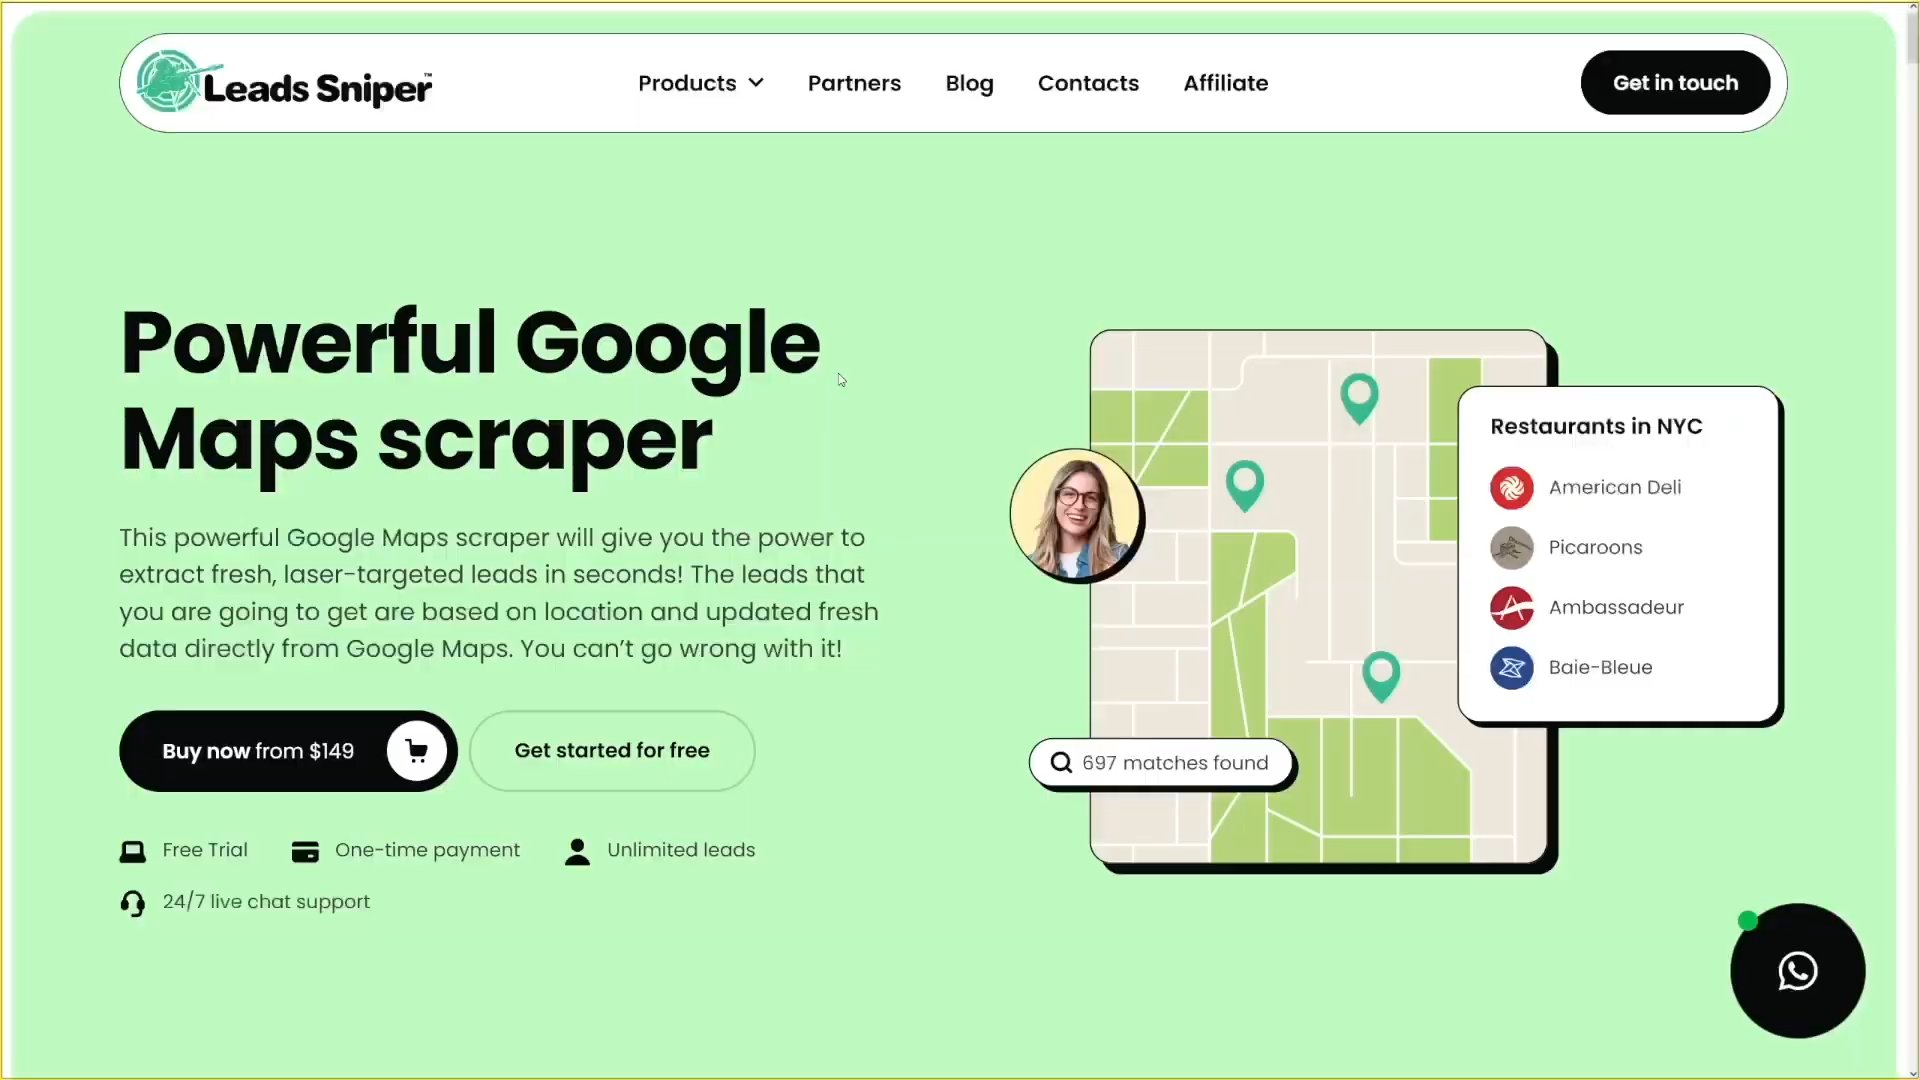 Leads Sniper™
Products
Partners
Blog
Contacts
Affiliate
Get in touch
Powerful Google
Maps scraper
This powerful Google Maps scraper will give you the power to
extract fresh, laser-targeted leads in seconds! The leads that
you are going to get are based on location and updated fresh
data directly from Google Maps. You can’t go wrong with it!
Buy now from $149
Get started for free
Free Trial
One-time payment
Unlimited leads
24/7 live chat support
Restaurants in NYC
American Deli
Picaroons
Ambassadeur
Baie-Bleue
697 matches found